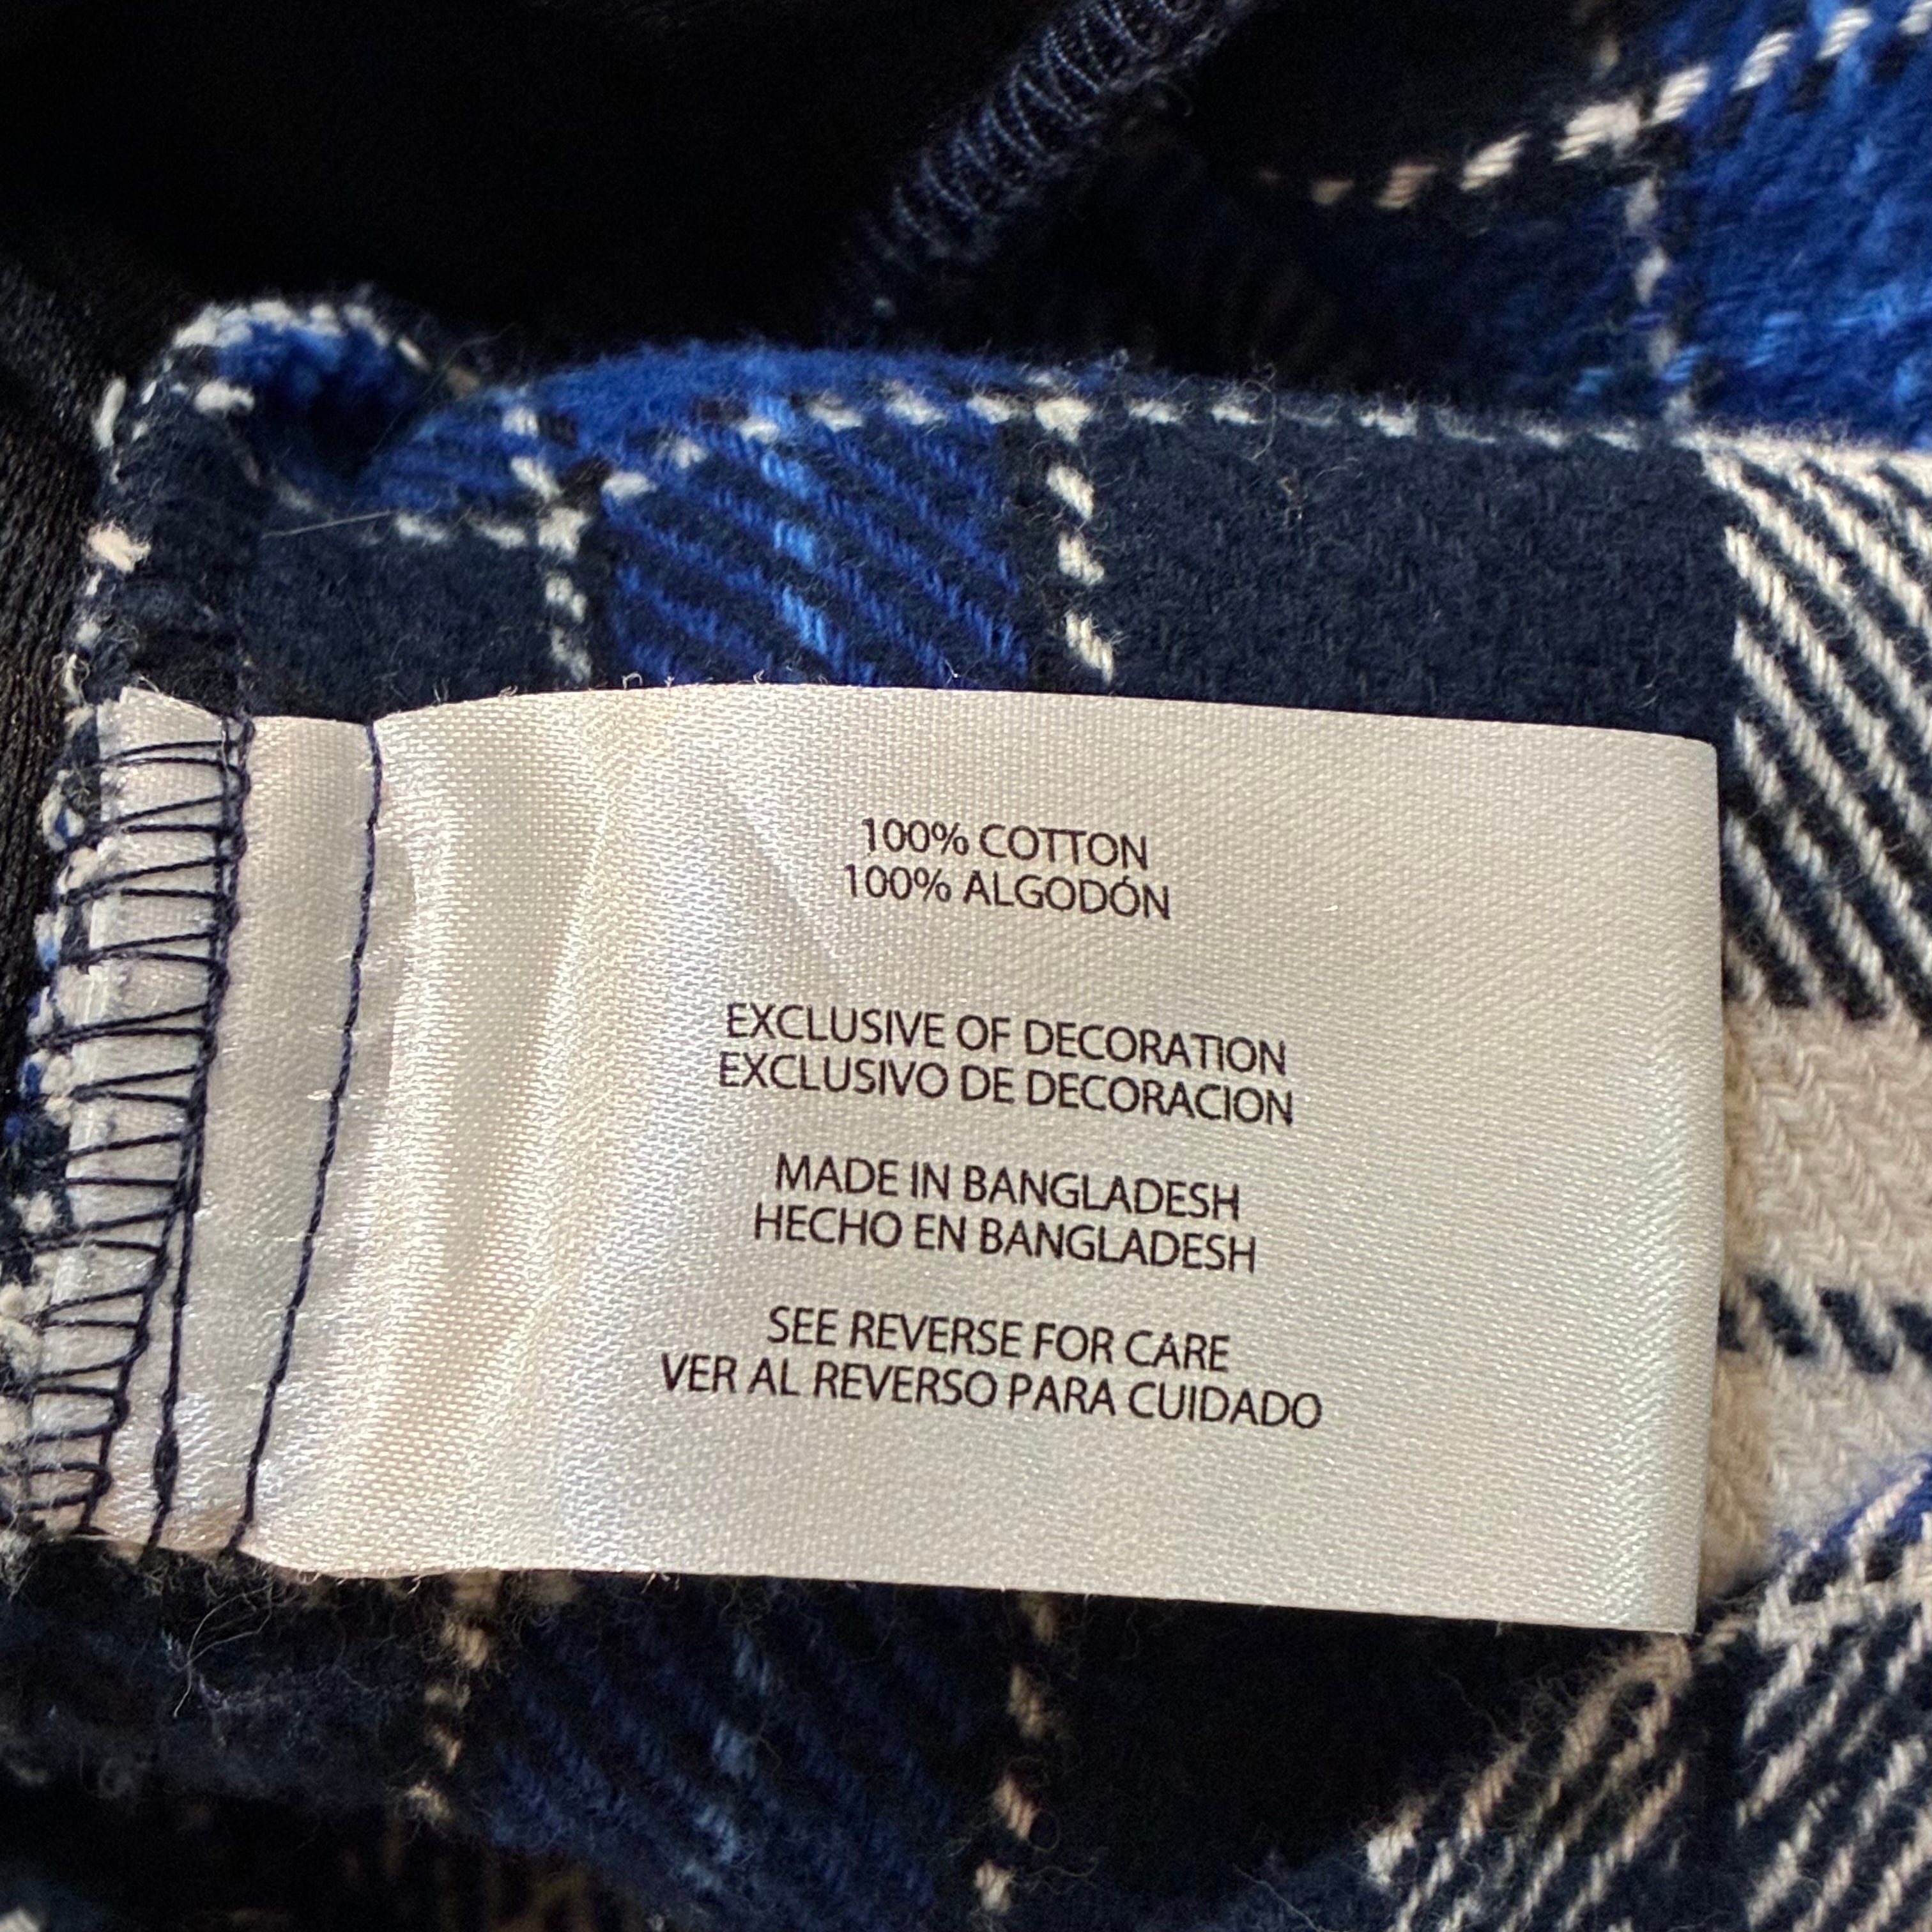 100% COTTON
100% ALGODÓN
EXCLUSIVE OF DECORATION
EXCLUSIVO DE DECORACION
MADE IN BANGLADESH
HECHO EN BANGLADESH
SEE REVERSE FOR CARE
VER AL REVERSO PARA CUIDADO